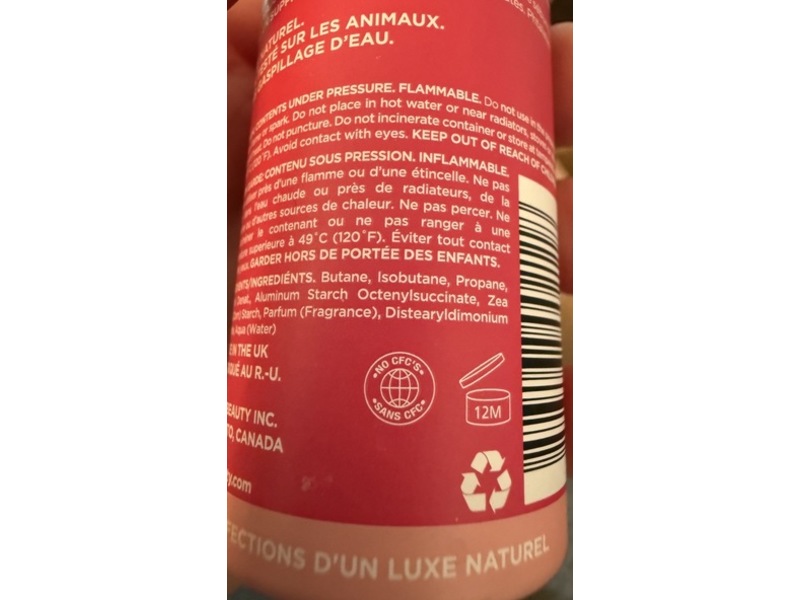 NATUREL.
TESTÉ SUR LES ANIMAUX.
GASPILLAGE D'EAU.
CONTENTS UNDER PRESSURE. FLAMMABLE. Do not use in
or spark. Do not place in hot water or near radiators,
Do not puncture. Do not incinerate container or store at
(120°F). Avoid contact with eyes. KEEP OUT OF REACH OF
CONTENU SOUS PRESSION. INFLAMMABLE.
près d'une flamme ou d'une étincelle. Ne pas
l'eau chaude ou près de radiateurs, de la
ou d'autres sources de chaleur. Ne pas percer. Ne
le contenant ou ne pas ranger à une
superieure à 49°C (120°F). Éviter tout contact
GARDER HORS DE PORTÉE DES ENFANTS.
INGREDIÉNTS. Butane, Isobutane, Propane,
Denat., Aluminum Starch Octenylsuccinate, Zea
Starch, Parfum (Fragrance), Distearyldimonium
Aqua (Water)
IN THE UK
AU R.-U.
BEAUTY INC.
CANADA
.com
•NO CFC'S•
SANS CFC
12M
D'UN LUXE NATUREL